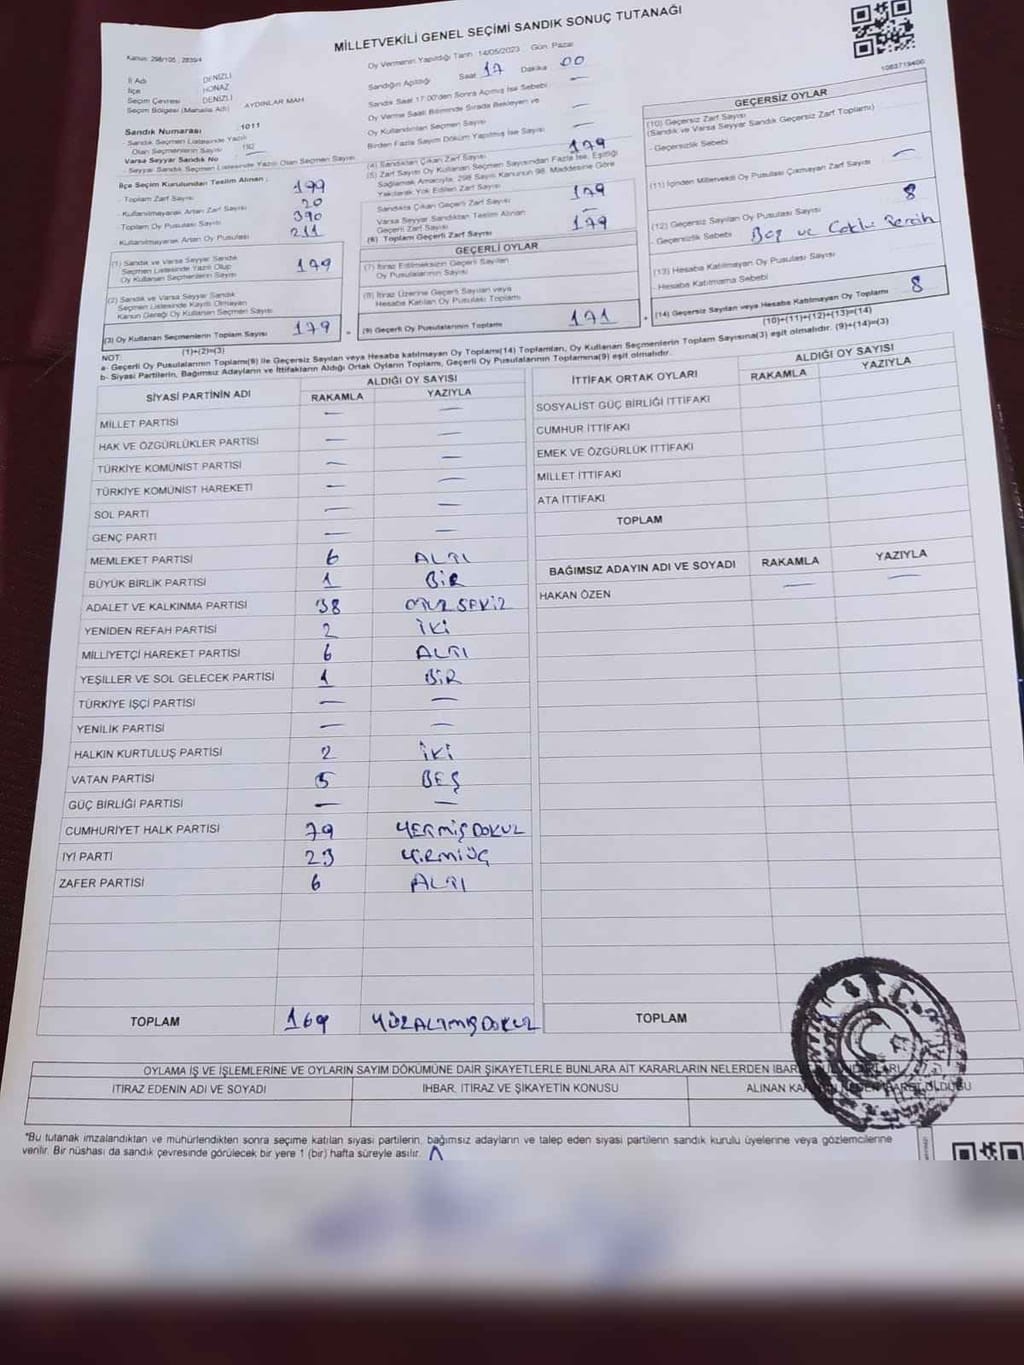 MİLLETVEKİLİ GENEL SEÇİMİ SANDIK SONUÇ TUTANAĞI
Kanun: 298/105, 2839/4
Oy Vermenin Yapıldığı Tarih 14/05/2023 Gün Pazar
İl Adı DENİZLİ
İlçe HONAZ
Seçim Çevresi DENİZLİ
Seçim Bölgesi (Mahalle Adı) AYDINLAR MAH
Sandık Numarası 1011
Sandık Seçmen Listesinde Yazılı
Olan Seçmenlerin Sayısı
Varsa Seyyar Sandık No
Seyyar Sandık Seçmen Listesinde Yazılı Olan Seçmen Sayısı
İlçe Seçim Kurulundan Teslim Alınan:
- Toplam Zarf Sayısı 199
- Kullanılmayarak Artan Zarf Sayısı 20
- Toplam Oy Pusulası Sayısı 390
- Kullanılmayarak Artan Oy Pusulası 211
(1) Sandık ve Varsa Seyyar Sandık
Seçmen Listesinde Yazılı Olup
Oy Kullanan Seçmenlerin Sayısı 179
(2) Sandık ve Varsa Seyyar Sandık
Seçmen Listesinde Kayıtlı Olmayan
Kanun Gereği Oy Kullanan Seçmen Sayısı
(3) Oy Kullanan Seçmenlerin Toplam Sayısı 179
(1)+(2)=(3)
Sandığın Açıldığı Saat 17 Dakika 00
Sandık Saat 17:00'den Sonra Açılmış İse Sebebi —
Oy Verme Saati Bitiminde Sırada Bekleyen ve
Oy Kullandırılan Seçmen Sayısı —
Birden Fazla Sayım Döküm Yapılmış İse Sayısı —
(4) Sandıktan Çıkan Zarf Sayısı 179
(5) Zarf Sayısı Oy Kullanan Seçmen Sayısından Fazla İse, Eşitliği
Sağlamak Amacıyla, 298 Sayılı Kanunun 98. Maddesine Göre
Yakılarak Yok Edilen Zarf Sayısı
Sandıkta Çıkan Geçerli Zarf Sayısı 179
Varsa Seyyar Sandıktan Teslim Alınan
Geçerli Zarf Sayısı —
(6) Toplam Geçerli Zarf Sayısı 179
GEÇERLİ OYLAR
(7) İtiraz Edilmeksizin Geçerli Sayılan
Oy Pusulalarının Sayısı
(8) İtiraz Üzerine Geçerli Sayılan veya
Hesaba Katılan Oy Pusulası Toplamı
= (9) Geçerli Oy Pusulalarının Toplamı 171
1083719400
GEÇERSİZ OYLAR
(10) Geçersiz Zarf Sayısı
(Sandık ve Varsa Seyyar Sandık Geçersiz Zarf Toplamı)
- Geçersizlik Sebebi
(11) İçinden Milletvekili Oy Pusulası Çıkmayan Zarf Sayısı —
(12) Geçersiz Sayılan Oy Pusulası Sayısı 8
- Geçersizlik Sebebi Boş ve Çoklu Tercih
(13) Hesaba Katılmayan Oy Pusulası Sayısı
- Hesaba Katılmama Sebebi
+ (14) Geçersiz Sayılan veya Hesaba Katılmayan Oy Toplamı 8
(10)+(11)+(12)+(13)=(14)
NOT:
a- Geçerli Oy Pusulalarının Toplamı(9) ile Geçersiz Sayılan veya Hesaba katılmayan Oy Toplamı(14) Toplamları, Oy Kullanan Seçmenlerin Toplam Sayısına(3) eşit olmalıdır. (9)+(14)=(3)
b- Siyasi Partilerin, Bağımsız Adayların ve İttifakların Aldığı Ortak Oyların Toplamı, Geçerli Oy Pusulalarının Toplamına(9) eşit olmalıdır.
SİYASİ PARTİNİN ADI ALDIĞI OY SAYISI
RAKAMLA YAZIYLA
MİLLET PARTİSİ — —
HAK VE ÖZGÜRLÜKLER PARTİSİ — —
TÜRKİYE KOMÜNİST PARTİSİ — —
TÜRKİYE KOMÜNİST HAREKETİ — —
SOL PARTİ — —
GENÇ PARTİ — —
MEMLEKET PARTİSİ 6 ALTI
BÜYÜK BİRLİK PARTİSİ 1 BİR
ADALET VE KALKINMA PARTİSİ 38 OTUZSEKİZ
YENİDEN REFAH PARTİSİ 2 İKİ
MİLLİYETÇİ HAREKET PARTİSİ 6 ALTI
YEŞİLLER VE SOL GELECEK PARTİSİ 1 BİR
TÜRKİYE İŞÇİ PARTİSİ — —
YENİLİK PARTİSİ — —
HALKIN KURTULUŞ PARTİSİ 2 İKİ
VATAN PARTİSİ 5 BEŞ
GÜÇ BİRLİĞİ PARTİSİ — —
CUMHURİYET HALK PARTİSİ 79 YETMİŞDOKUZ
İYİ PARTİ 23 YİRMİÜÇ
ZAFER PARTİSİ 6 ALTI
TOPLAM 169 YÜZALTMIŞDOKUZ
İTTİFAK ORTAK OYLARI ALDIĞI OY SAYISI
RAKAMLA YAZIYLA
SOSYALİST GÜÇ BİRLİĞİ İTTİFAKI
CUMHUR İTTİFAKI
EMEK VE ÖZGÜRLÜK İTTİFAKI
MİLLET İTTİFAKI
ATA İTTİFAKI
TOPLAM
BAĞIMSIZ ADAYIN ADI VE SOYADI RAKAMLA YAZIYLA
HAKAN ÖZEN — —
TOPLAM
OYLAMA İŞ VE İŞLEMLERİNE VE OYLARIN SAYIM DÖKÜMÜNE DAİR ŞİKAYETLERLE BUNLARA AİT KARARLARIN NELERDEN İBARET
İTİRAZ EDENİN ADI VE SOYADI İHBAR, İTİRAZ VE ŞİKAYETİN KONUSU ALINAN
*Bu tutanak imzalandıktan ve mühürlendikten sonra seçime katılan siyasi partilerin, bağımsız adayların ve talep eden siyasi partilerin sandık kurulu üyelerine veya gözlemcilerine
verilir. Bir nüshası da sandık çevresinde görülecek bir yere 1 (bir) hafta süreyle asılır.